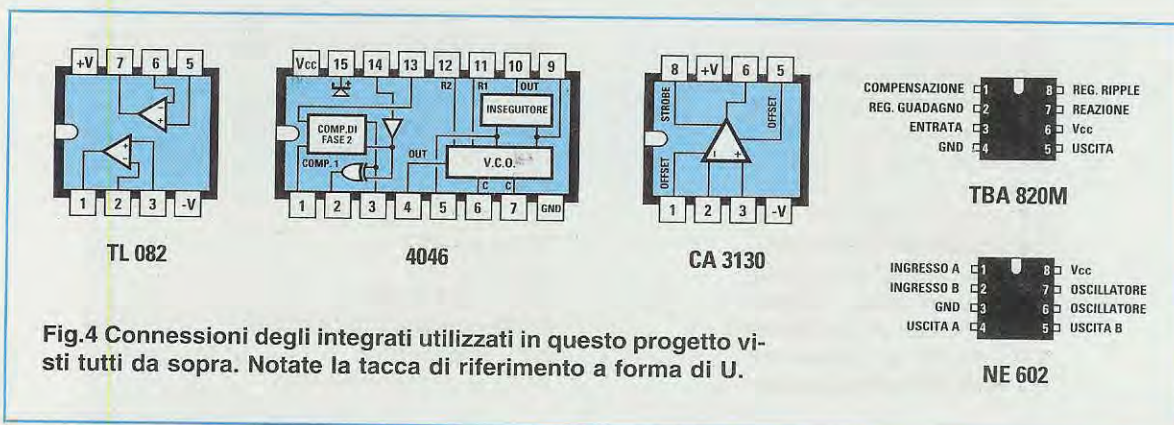 +V 7 6 5
1 2 3 -V
TL 082
Vcc 15 14 13 12 11 10 9
R2 R1 OUT
INSEGUITORE
COMP. DI
FASE 2
COMP. 1
OUT
V.C.O.
C C
1 2 3 4 5 6 7 GND
4046
8 +V 6 5
STROBE
OFFSET
OFFSET
1 2 3 -V
CA 3130
COMPENSAZIONE 1 8 REG. RIPPLE
REG. GUADAGNO 2 7 REAZIONE
ENTRATA 3 6 Vcc
GND 4 5 USCITA
TBA 820M
INGRESSO A 1 8 Vcc
INGRESSO B 2 7 OSCILLATORE
GND 3 6 OSCILLATORE
USCITA A 4 5 USCITA B
NE 602
Fig.4 Connessioni degli integrati utilizzati in questo progetto vi-
sti tutti da sopra. Notate la tacca di riferimento a forma di U.